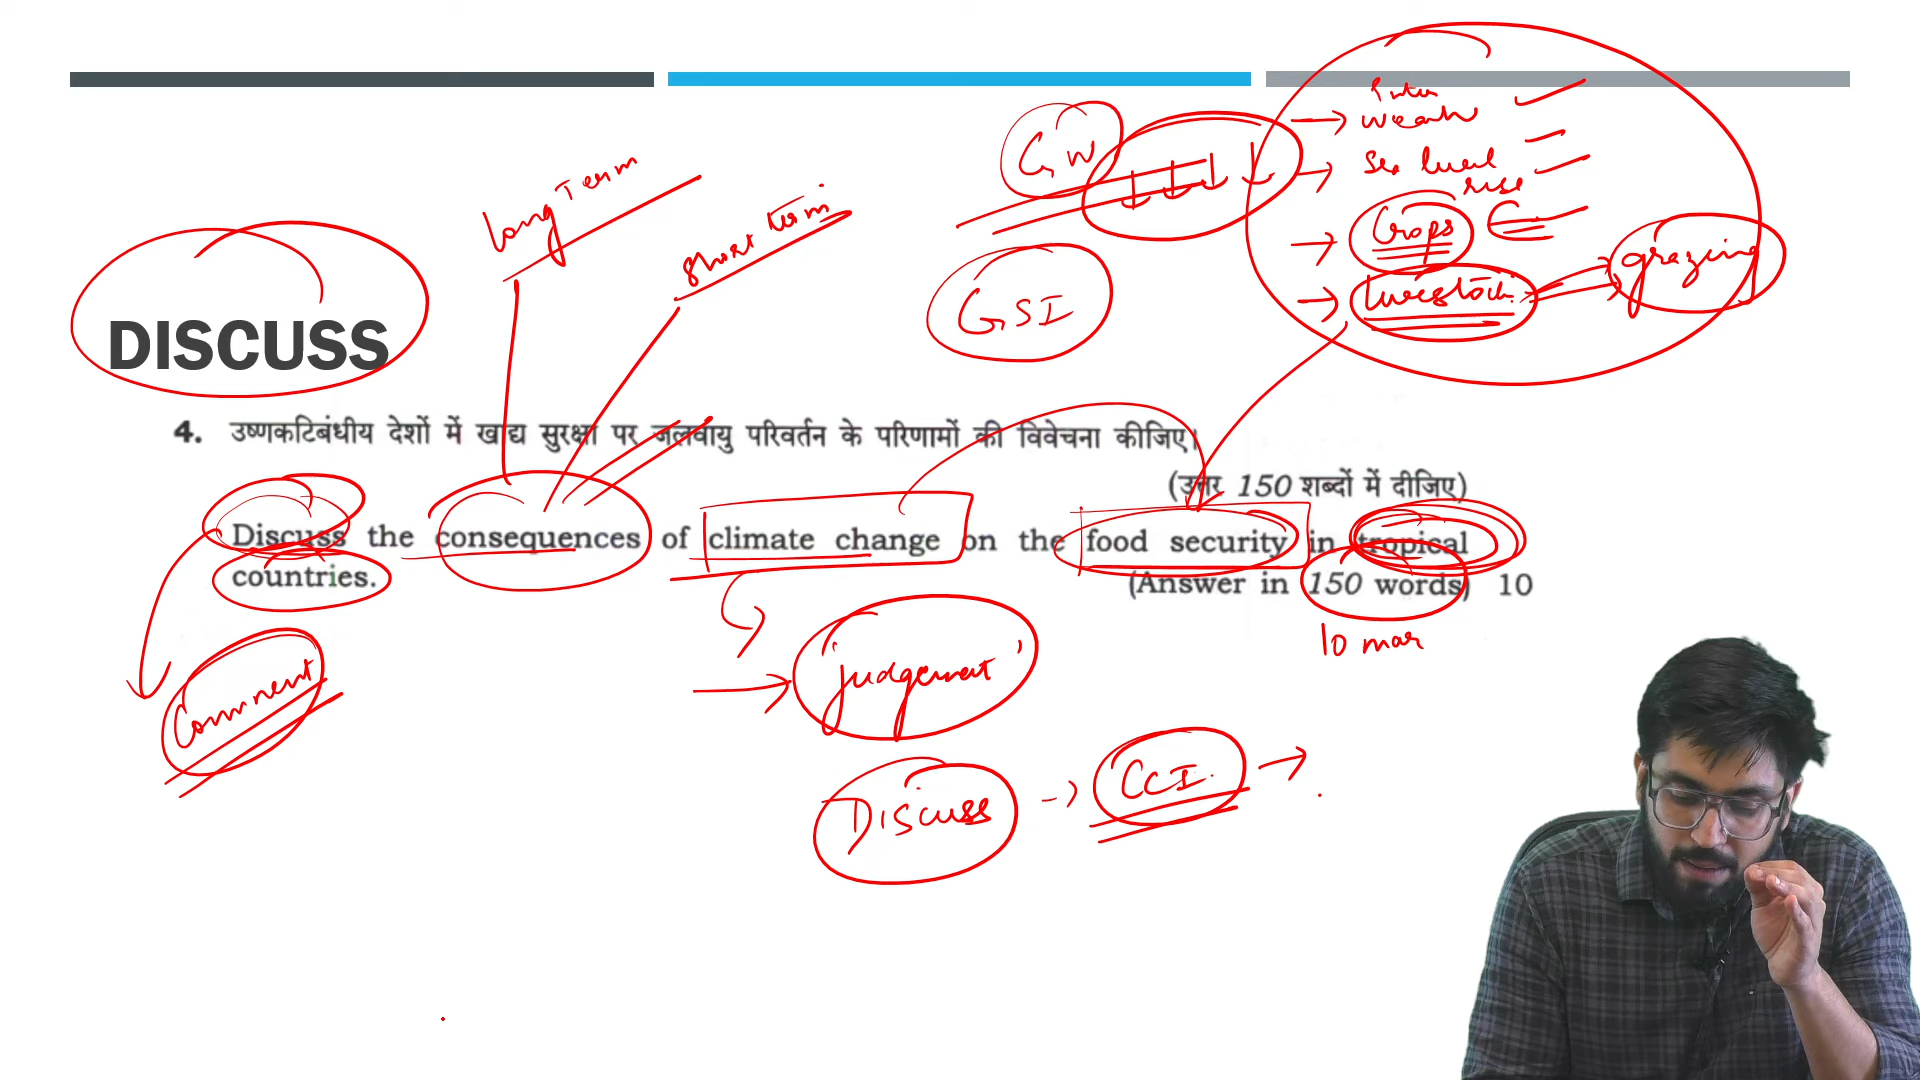 Long Term
Short term
GW
Inten
weath
Sea level
rise
Crops
livestock
grazing
GSI
DISCUSS
4. उष्णकटिबंधीय देशों में खाद्य सुरक्षा पर जलवायु परिवर्तन के परिणामों की विवेचना कीजिए।
(उत्तर 150 शब्दों में दीजिए)
Discuss the consequences of climate change on the food security in tropical
countries. (Answer in 150 words) 10
10 mar
Comment
'judgement'
Discuss → CCI →